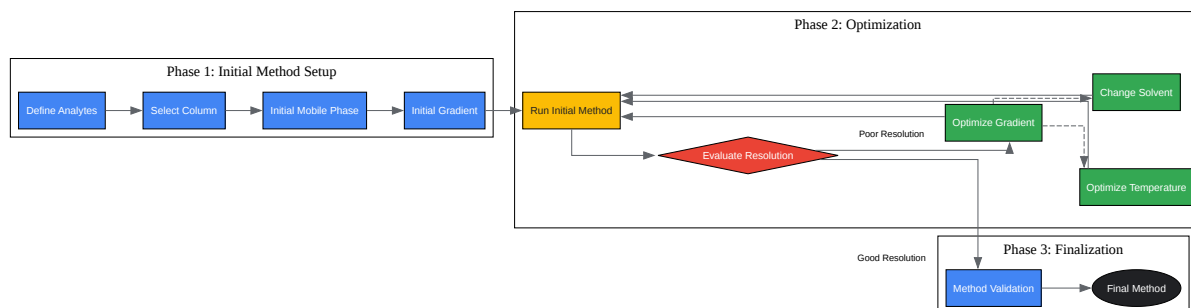 Phase 1: Initial Method Setup
Define Analytes
Select Column
Initial Mobile Phase
Initial Gradient
Phase 2: Optimization
Run Initial Method
Evaluate Resolution
Poor Resolution
Optimize Gradient
Change Solvent
Optimize Temperature
Good Resolution
Phase 3: Finalization
Method Validation
Final Method